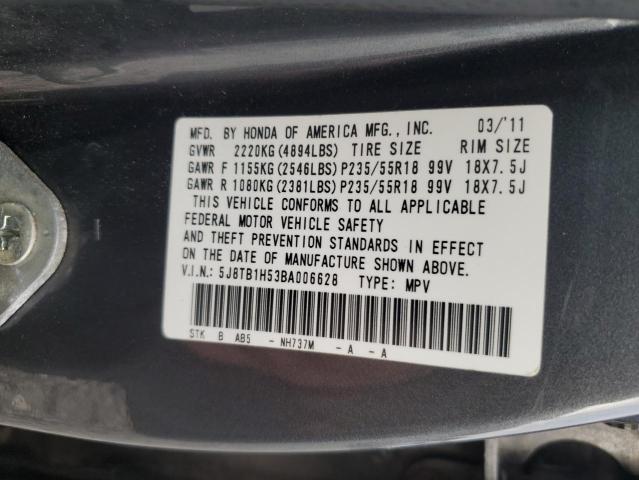 MFD. BY HONDA OF AMERICA MFG., INC. 03/'11
GVWR 2220KG(4894LBS) TIRE SIZE RIM SIZE
GAWR F 1155KG(2546LBS)P235/55R18 99V 18X7.5J
GAWR R 1080KG(2381LBS)P235/55R18 99V 18X7.5J
THIS VEHICLE CONFORMS TO ALL APPLICABLE
FEDERAL MOTOR VEHICLE SAFETY
AND THEFT PREVENTION STANDARDS IN EFFECT
ON THE DATE OF MANUFACTURE SHOWN ABOVE.
V.I.N.: 5J8TB1H53BA006628 TYPE: MPV
STK B AB5 - NH737M - A - A